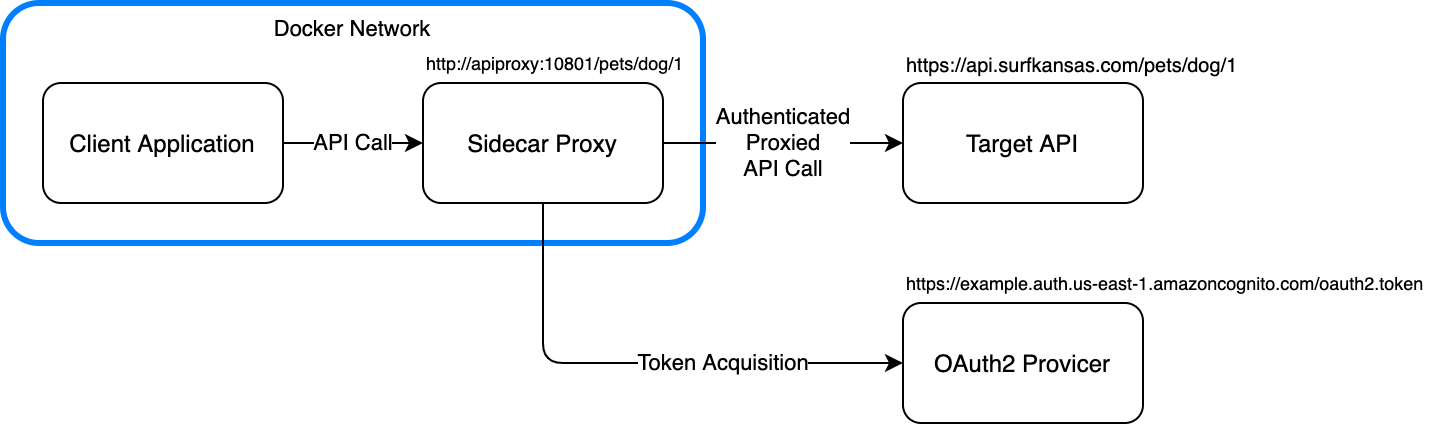 Docker Network
http://apiproxy:10801/pets/dog/1
https://api.surfkansas.com/pets/dog/1
Client Application
API Call
Sidecar Proxy
Authenticated
Proxied
API Call
Target API
https://example.auth.us-east-1.amazoncognito.com/oauth2.token
Token Acquisition
OAuth2 Provicer